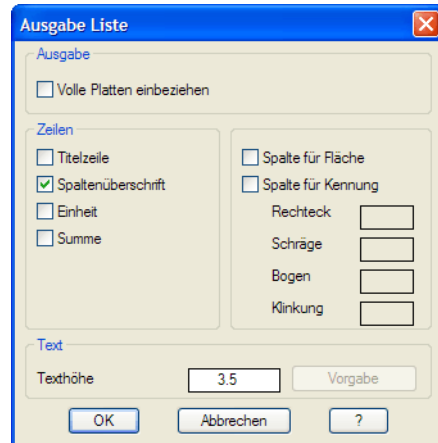 Ausgabe Liste
Ausgabe
Volle Platten einbeziehen
Zeilen
Titelzeile
Spaltenüberschrift
Einheit
Summe
Spalte für Fläche
Spalte für Kennung
Rechteck
Schräge
Bogen
Klinkung
Text
Texthöhe 3.5 Vorgabe
OK Abbrechen ?